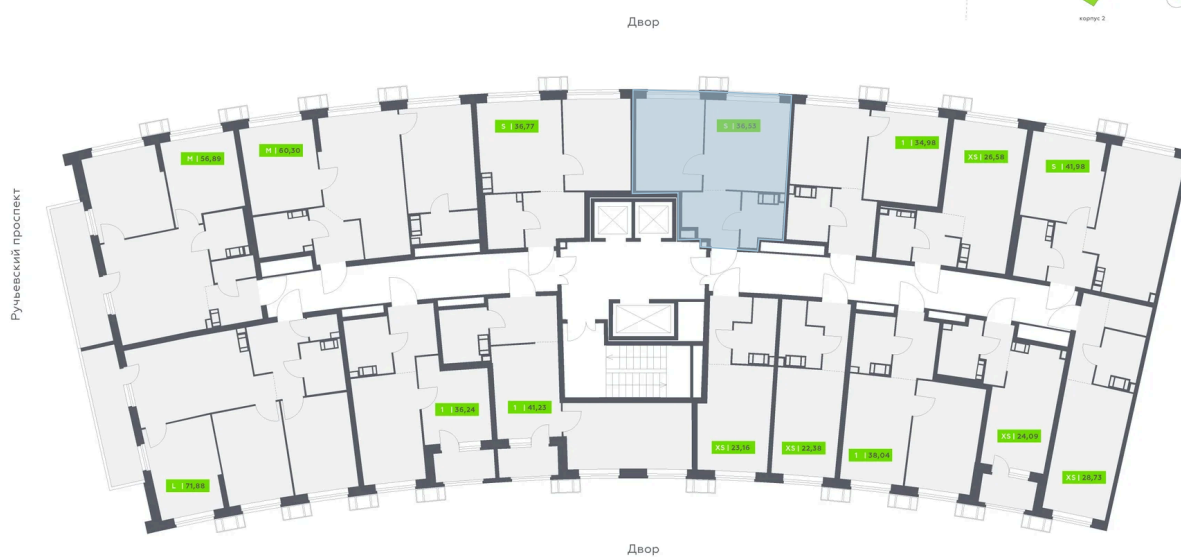 корпус 2
Двор
Ручьевский проспект
M | 56,89
M | 60,30
S | 36,77
S | 36,53
1 | 34,98
XS | 26,58
S | 41,98
L | 71,88
1 | 36,24
1 | 41,23
XS | 23,16
XS | 22,38
1 | 38,04
XS | 24,09
XS | 28,73
Двор